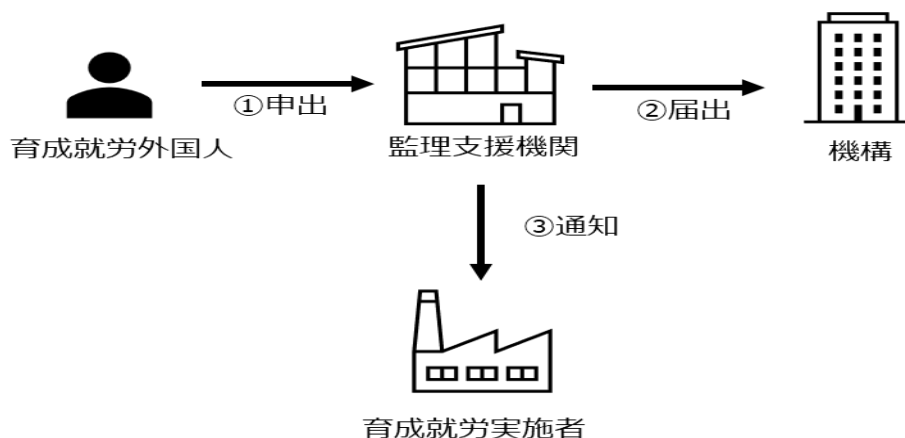 ①申出
②届出
育成就労外国人
監理支援機関
機構
③通知
育成就労実施者